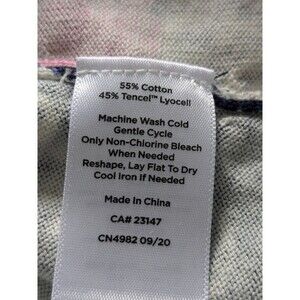 55% Cotton
45% Tencel™ Lyocell
Machine Wash Cold
Gentle Cycle
Only Non-Chlorine Bleach
When Needed
Reshape, Lay Flat To Dry
Cool Iron If Needed
Made in China
CA# 23147
CN4982 09/20